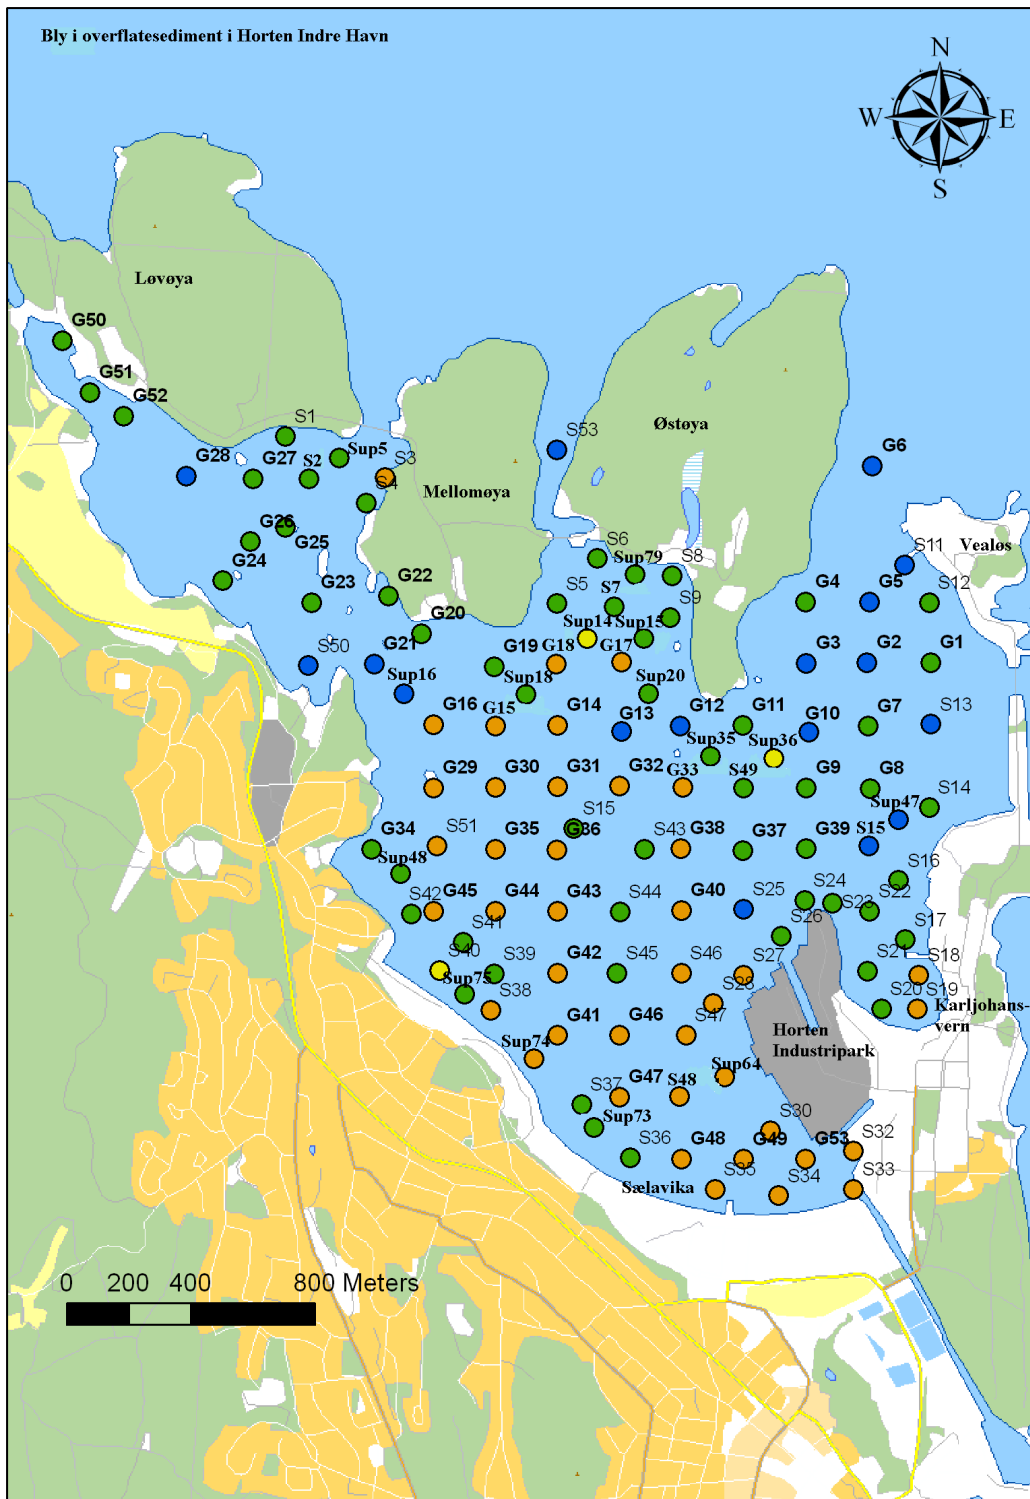 Bly i overflatesediment i Horten Indre Havn
N
W
E
S
Løvøya
G50
G51
G52
S1
Østøya
S53
G6
Sup5
S3
G28
G27
S2
S4
Mellomøya
G26
G25
S6
Sup79
S8
S11
Vealøs
G24
G23
G22
S5
S7
S9
G4
G5
S12
G20
Sup14
Sup15
S50
G21
G19
G18
G17
G3
G2
G1
Sup16
Sup18
Sup20
G16
G15
G14
G13
G12
G11
G10
G7
S13
Sup35
Sup36
G29
G30
G31
G32
G33
S49
G9
G8
S14
Sup47
S15
S15
G34
S51
G35
G36
S43
G38
G37
G39
Sup48
S16
S42
G45
G44
G43
S44
G40
S25
S24
S23
S22
S26
S17
S41
S40
S39
G42
S45
S46
S27
S21
S18
Sup75
S38
S28
S20
S19
Karljohans-
vern
G41
G46
S47
Horten
Industripark
Sup74
Sup64
S37
G47
S48
Sup73
S30
S36
G48
G49
G53
S32
Sælavika
S35
S34
S33
0 200 400 800 Meters